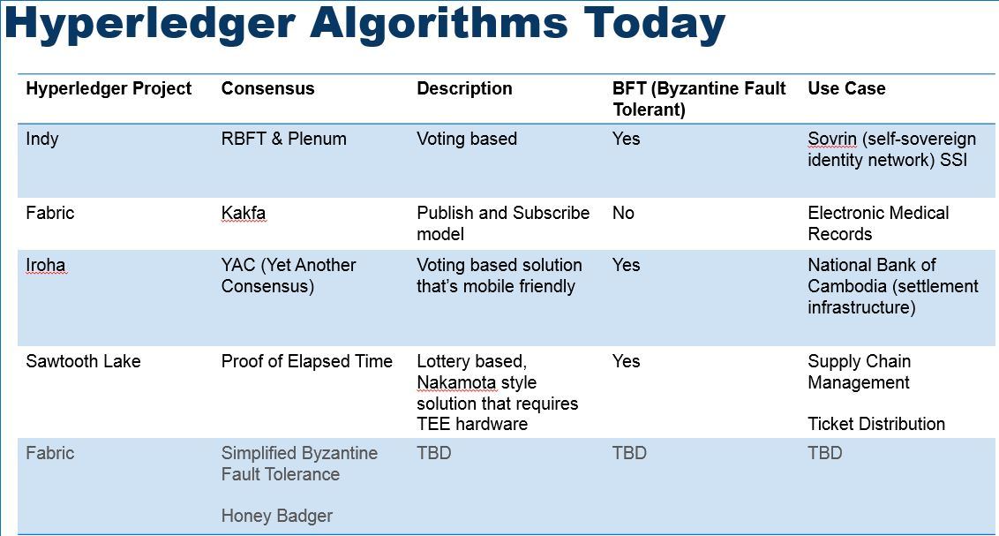 Hyperledger Algorithms Today
Hyperledger Project
Consensus
Description
BFT (Byzantine Fault
Tolerant)
Use Case
Indy
RBFT & Plenum
Voting based
Yes
Sovrin (self-sovereign
identity network) SSI
Fabric
Kakfa
Publish and Subscribe
model
No
Electronic Medical
Records
Iroha
YAC (Yet Another
Consensus)
Voting based solution
that's mobile friendly
Yes
National Bank of
Cambodia (settlement
infrastructure)
Sawtooth Lake
Proof of Elapsed Time
Lottery based,
Nakamota style
solution that requires
TEE hardware
Yes
Supply Chain
Management
Ticket Distribution
Fabric
Simplified Byzantine
Fault Tolerance
Honey Badger
TBD
TBD
TBD